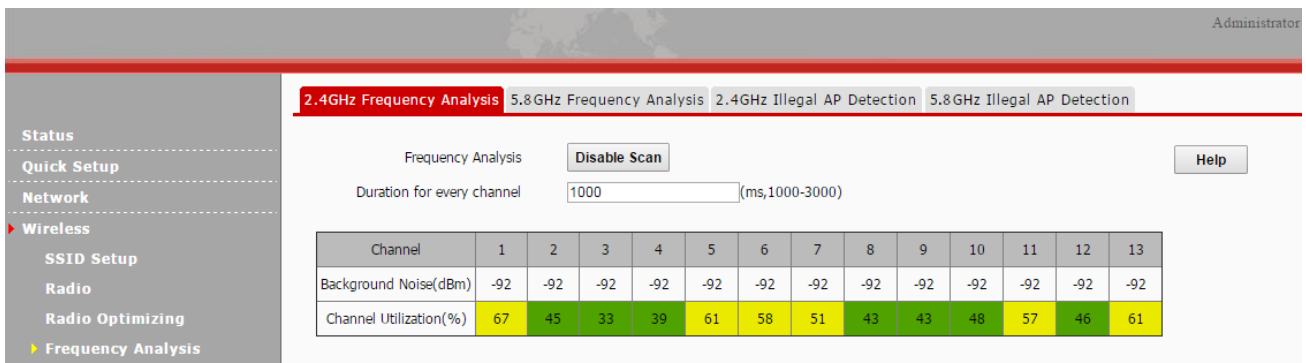 Administrator
2.4GHz Frequency Analysis 5.8GHz Frequency Analysis 2.4GHz Illegal AP Detection 5.8GHz Illegal AP Detection
Status
Quick Setup
Network
Wireless
SSID Setup
Radio
Radio Optimizing
Frequency Analysis
Frequency Analysis Disable Scan Help
Duration for every channel 1000 (ms,1000-3000)
Channel 1 2 3 4 5 6 7 8 9 10 11 12 13
Background Noise(dBm) -92 -92 -92 -92 -92 -92 -92 -92 -92 -92 -92 -92 -92
Channel Utilization(%) 67 45 33 39 61 58 51 43 43 48 57 46 61